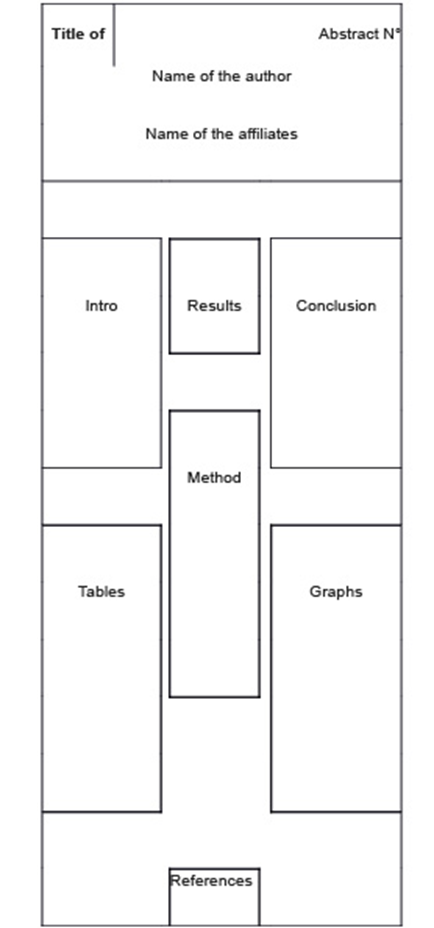 Title of Abstract N°
Name of the author
Name of the affiliates
Intro Results Conclusion
Method
Tables Graphs
References